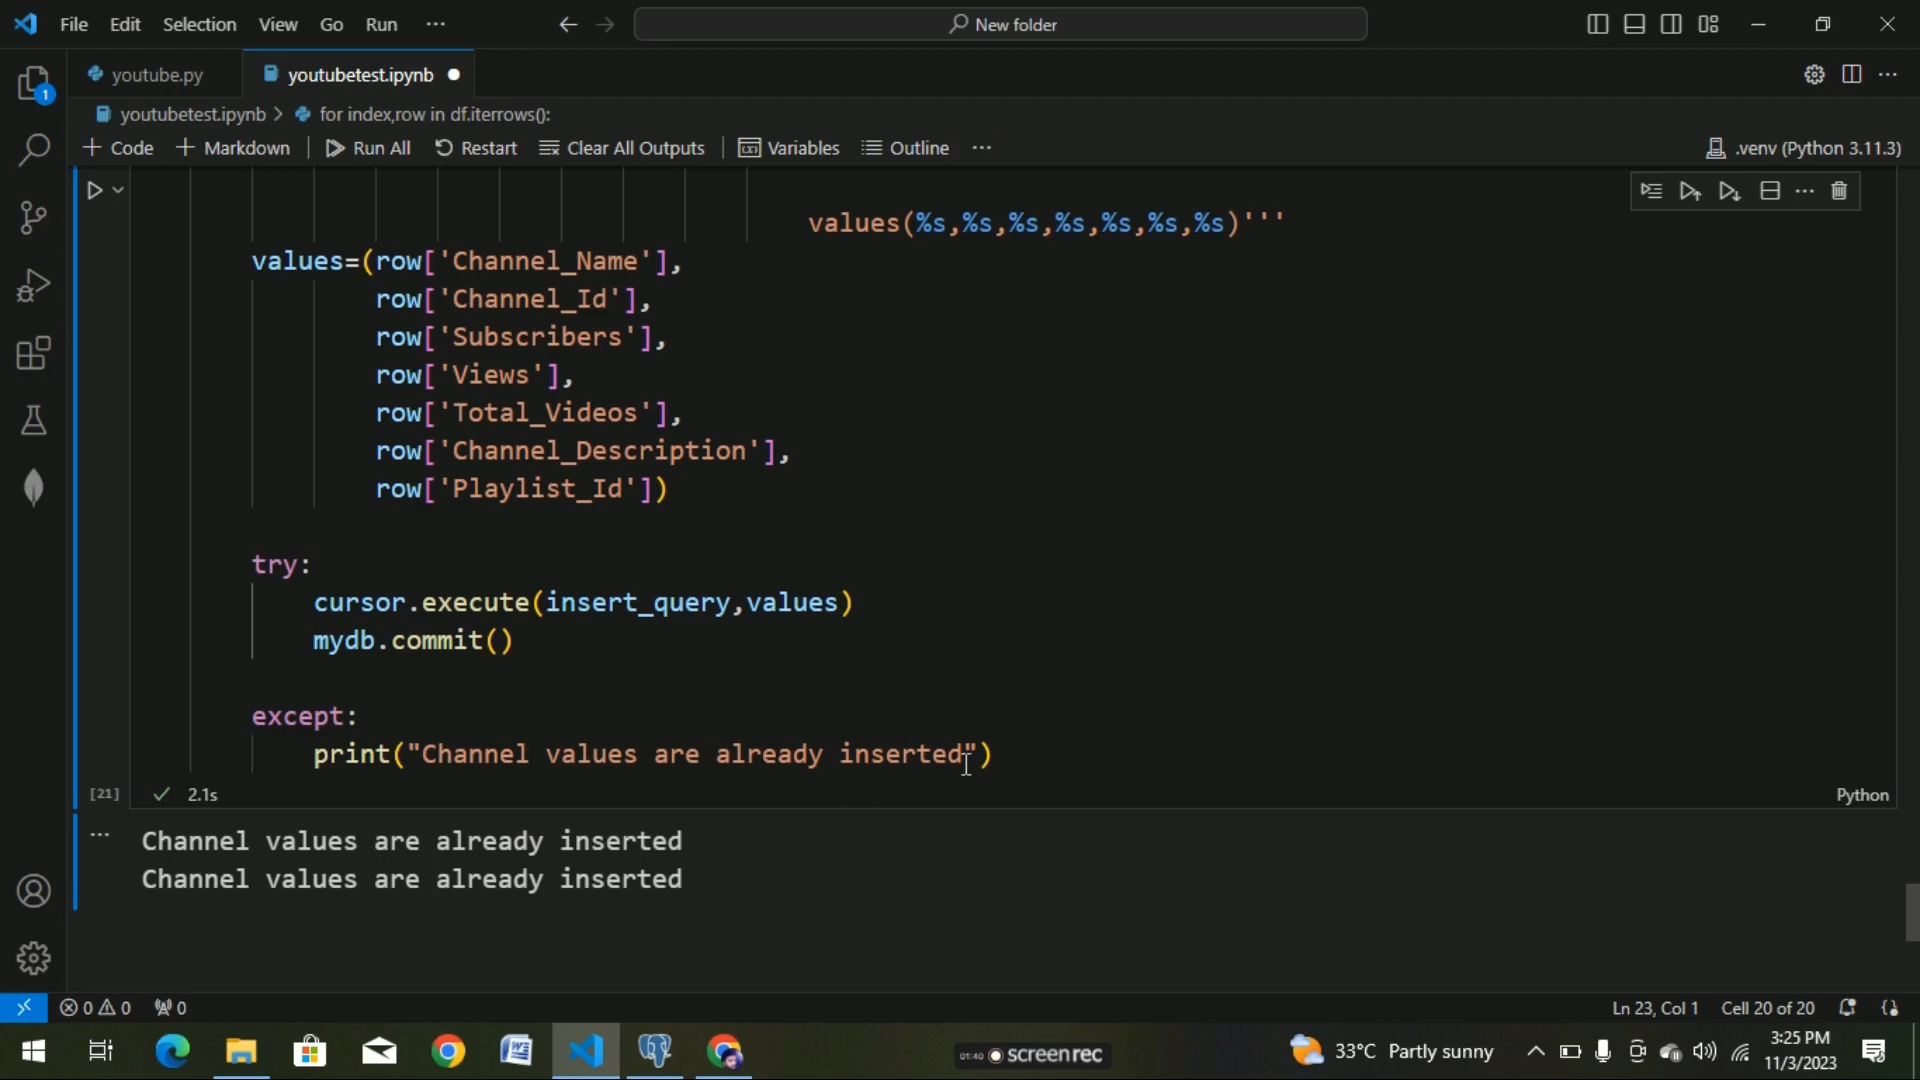 File Edit Selection View Go Run ···
New folder
1
youtube.py
youtubetest.ipynb
youtubetest.ipynb > for index,row in df.iterrows():
+ Code + Markdown Run All Restart Clear All Outputs Variables Outline ···
.venv (Python 3.11.3)
values(%s,%s,%s,%s,%s,%s,%s)'''
values=(row['Channel_Name'],
row['Channel_Id'],
row['Subscribers'],
row['Views'],
row['Total_Videos'],
row['Channel_Description'],
row['Playlist_Id'])
try:
cursor.execute(insert_query,values)
mydb.commit()
except:
print("Channel values are already inserted")
[21] 2.1s Python
Channel values are already inserted
Channel values are already inserted
0 0 0 Ln 23, Col 1 Cell 20 of 20
01:40 screenrec
33°C Partly sunny
3:25 PM
11/3/2023